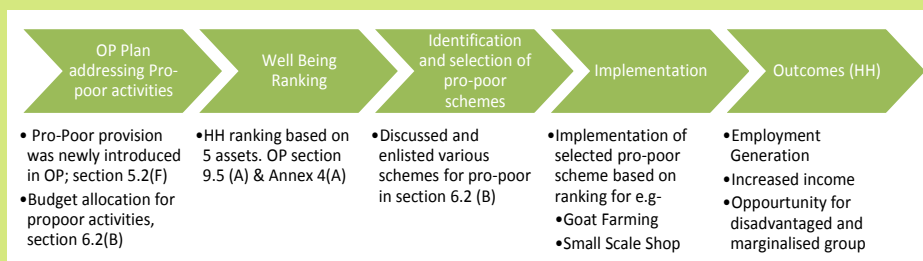 OP Plan
addressing Pro-
poor activities
Well Being
Ranking
Identification
and selection of
pro-poor
schemes
Implementation
Outcomes (HH)
• Pro-Poor provision
was newly introduced
in OP; section 5.2(F)
•Budget allocation for
propoor activities,
section 6.2(B)
•HH ranking based on
5 assets. OP section
9.5 (A) & Annex 4(A)
•Discussed and
enlisted various
schemes for pro-poor
in section 6.2 (B)
•Implementation of
selected pro-poor
scheme based on
ranking for e.g-
•Goat Farming
•Small Scale Shop
•Employment
Generation
•Increased income
•Oppourtunity for
disadvantaged and
marginalised group